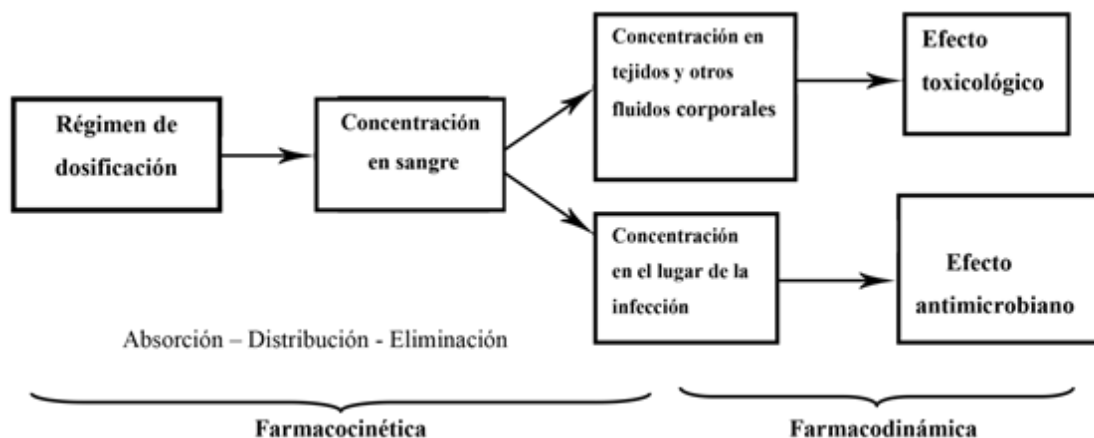 Régimen de
dosificación
Concentración
en sangre
Concentración en
tejidos y otros
fluidos corporales
Efecto
toxicológico
Concentración
en el lugar de la
infección
Efecto
antimicrobiano
Absorción – Distribución - Eliminación
Farmacocinética
Farmacodinámica